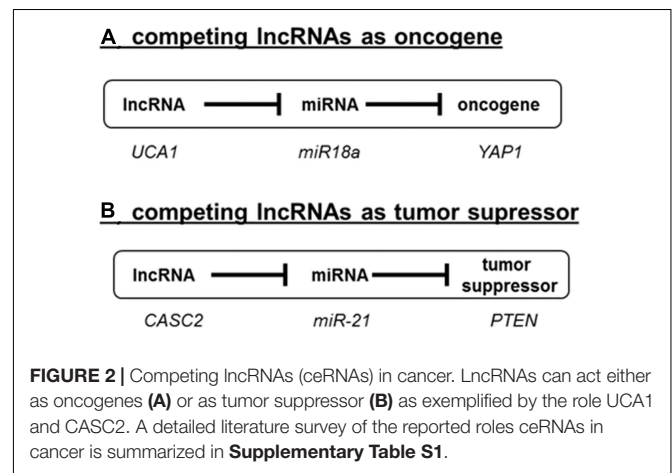 A, competing lncRNAs as oncogene
lncRNA miRNA oncogene
UCA1 miR18a YAP1
B, competing lncRNAs as tumor supressor
lncRNA miRNA tumor suppressor
CASC2 miR-21 PTEN
FIGURE 2 | Competing lncRNAs (ceRNAs) in cancer. LncRNAs can act either
as oncogenes (A) or as tumor suppressor (B) as exemplified by the role UCA1
and CASC2. A detailed literature survey of the reported roles ceRNAs in
cancer is summarized in Supplementary Table S1.